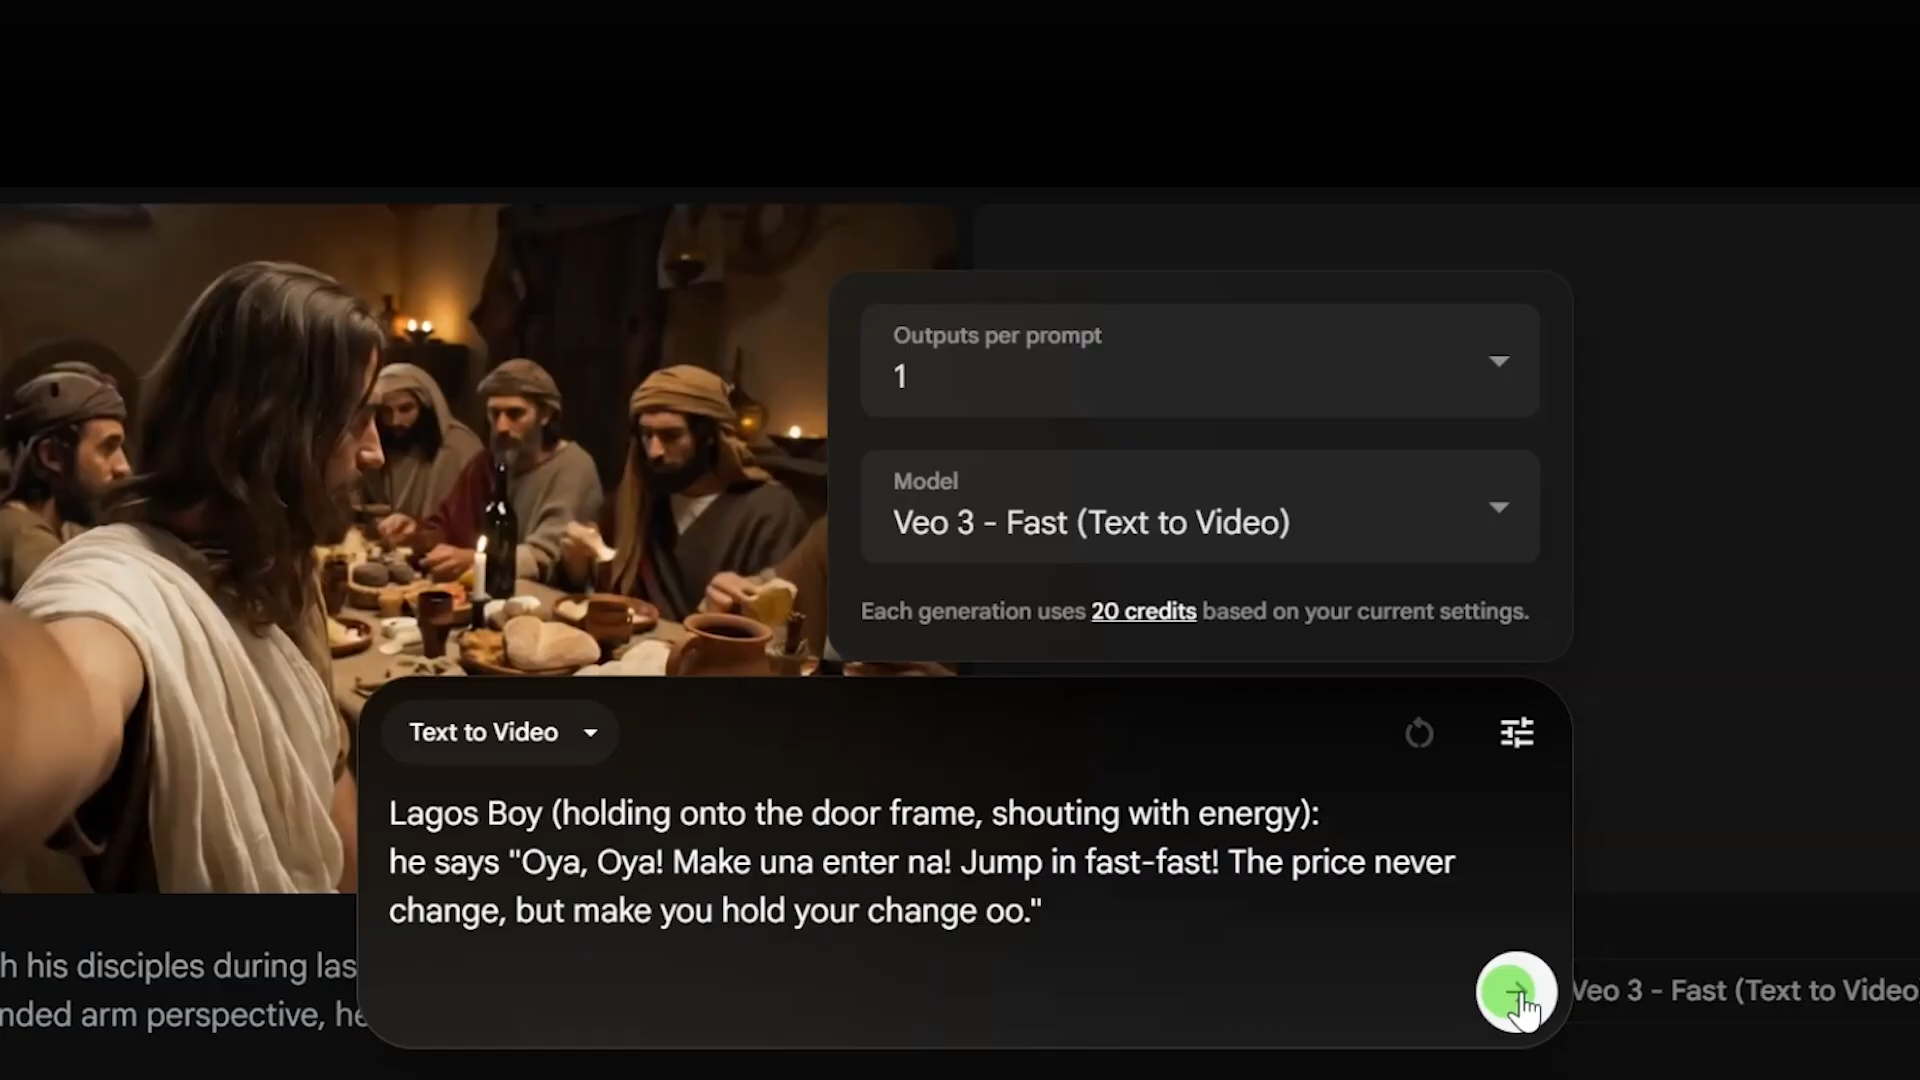 Outputs per prompt
1
Model
Veo 3 - Fast (Text to Video)
Each generation uses 20 credits based on your current settings.
Text to Video
Lagos Boy (holding onto the door frame, shouting with energy):
he says "Oya, Oya! Make una enter na! Jump in fast-fast! The price never
change, but make you hold your change oo."
h his disciples during las
nded arm perspective, he
Veo 3 - Fast (Text to Video